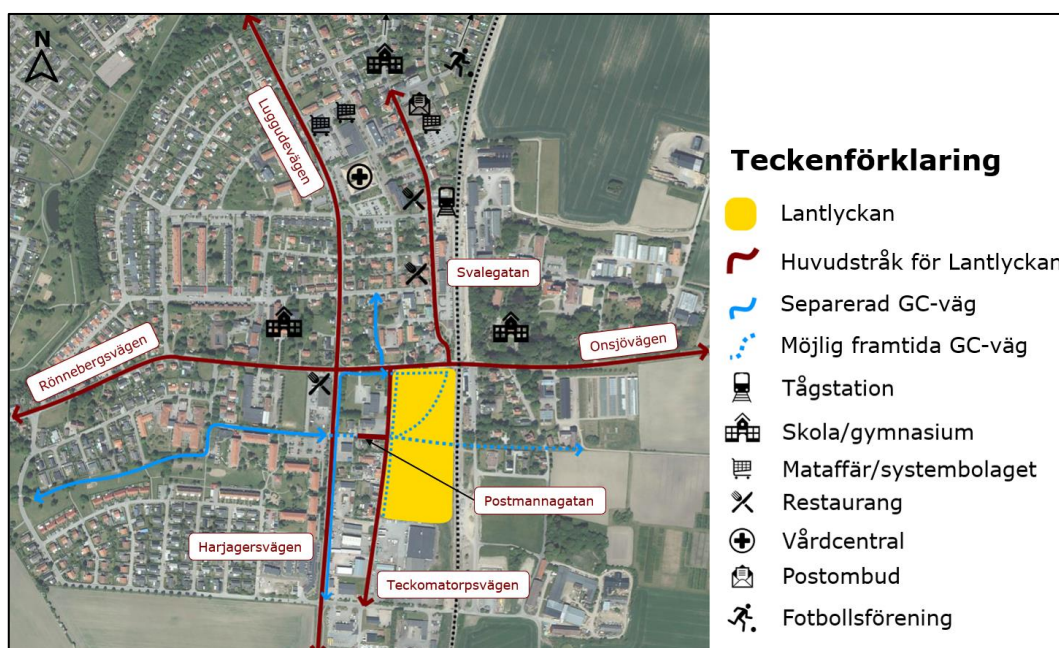 N
Luggudevägen
Svalegatan
Rönnebergsvägen
Onsjövägen
Postmannagatan
Harjagersvägen
Teckomatorpsvägen
Teckenförklaring
Lantlyckan
Huvudstråk för Lantlyckan
Separerad GC-väg
Möjlig framtida GC-väg
Tågstation
Skola/gymnasium
Mataffär/systembolaget
Restaurang
Vårdcentral
Postombud
Fotbollsförening